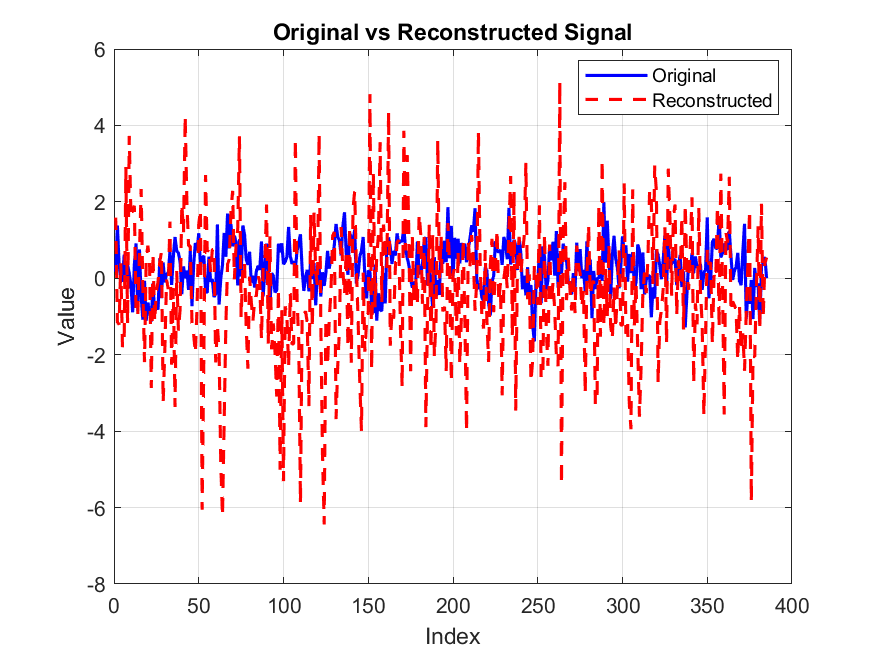 Original vs Reconstructed Signal
Original
Reconstructed
6
4
2
0
-2
-4
-6
-8
Value
0 50 100 150 200 250 300 350 400
Index